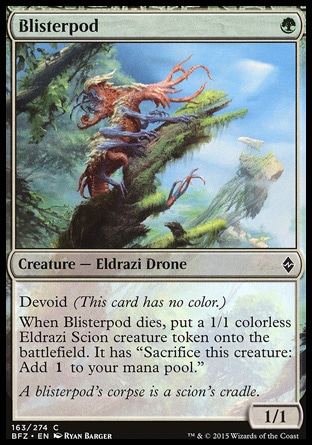 Blisterpod
Creature — Eldrazi Drone
Devoid (This card has no color.)
When Blisterpod dies, put a 1/1 colorless
Eldrazi Scion creature token onto the
battlefield. It has “Sacrifice this creature:
Add 1 to your mana pool.”
A blisterpod’s corpse is a scion’s cradle.
1/1
163/274 C
BFZ • EN Ryan Barger
™ & © 2015 Wizards of the Coast